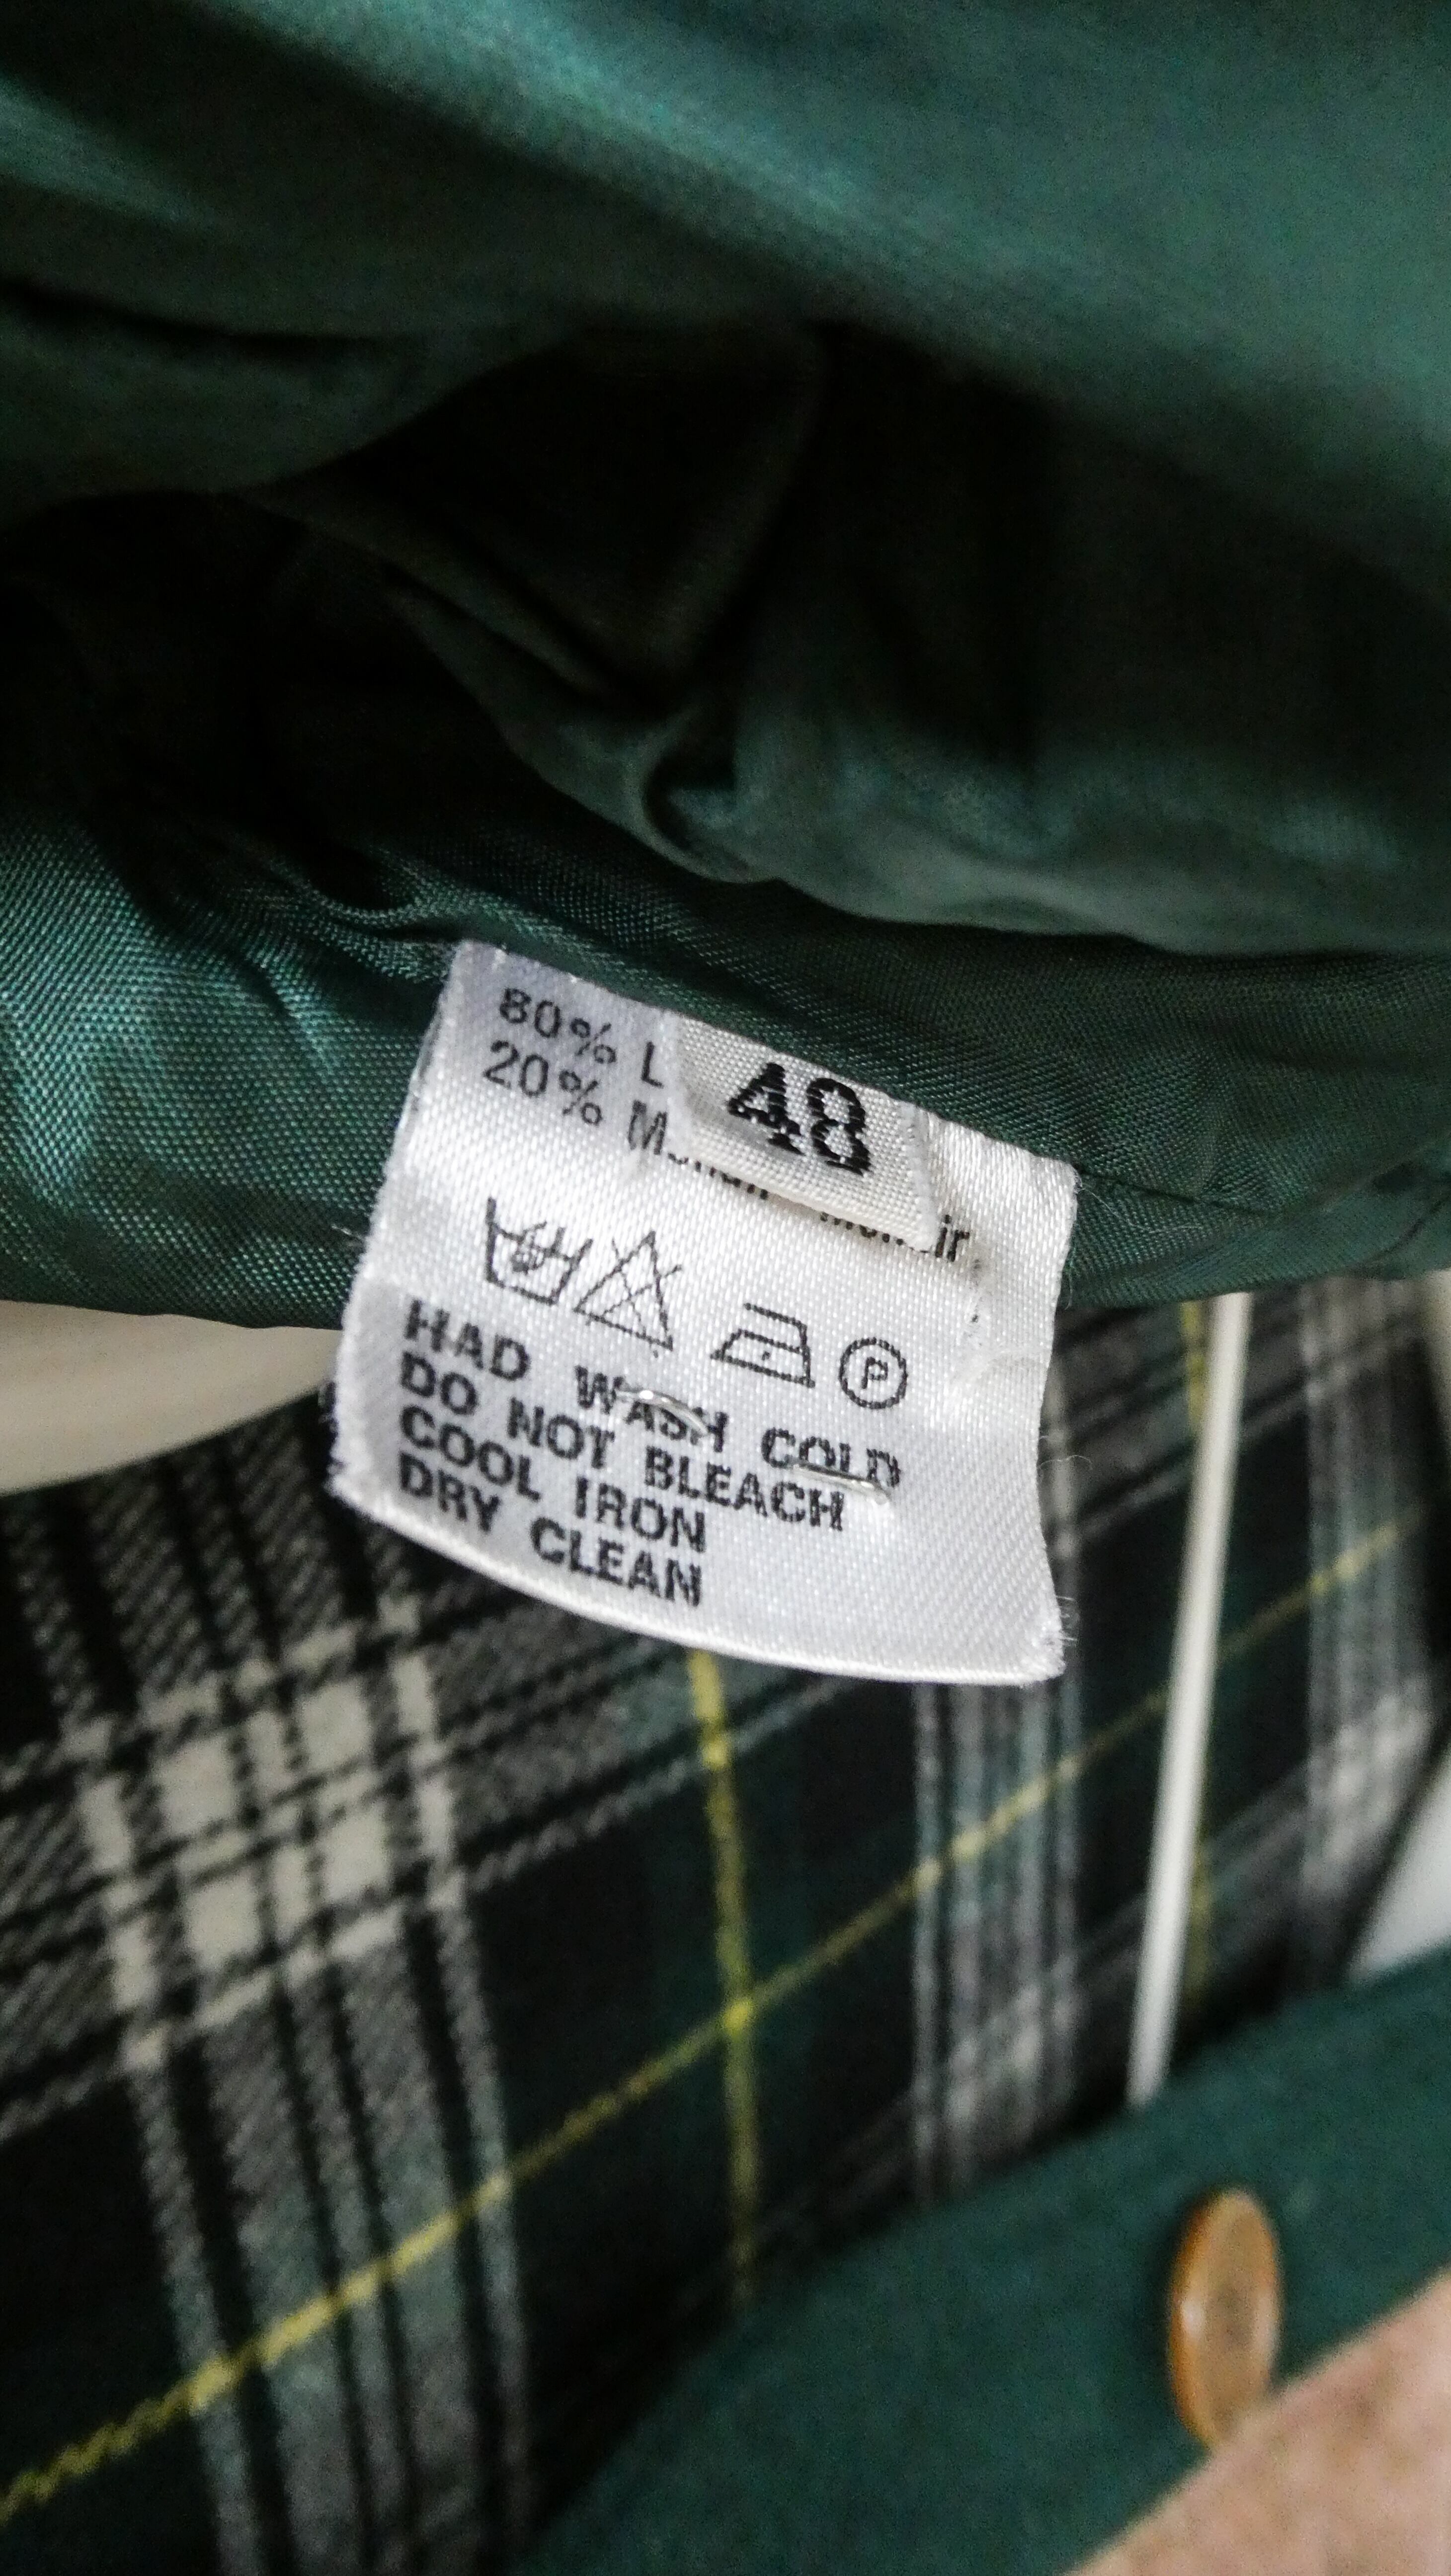 48
80% L
20% M
P
HAD WASH COLD
DO NOT BLEACH
COOL IRON
DRY CLEAN